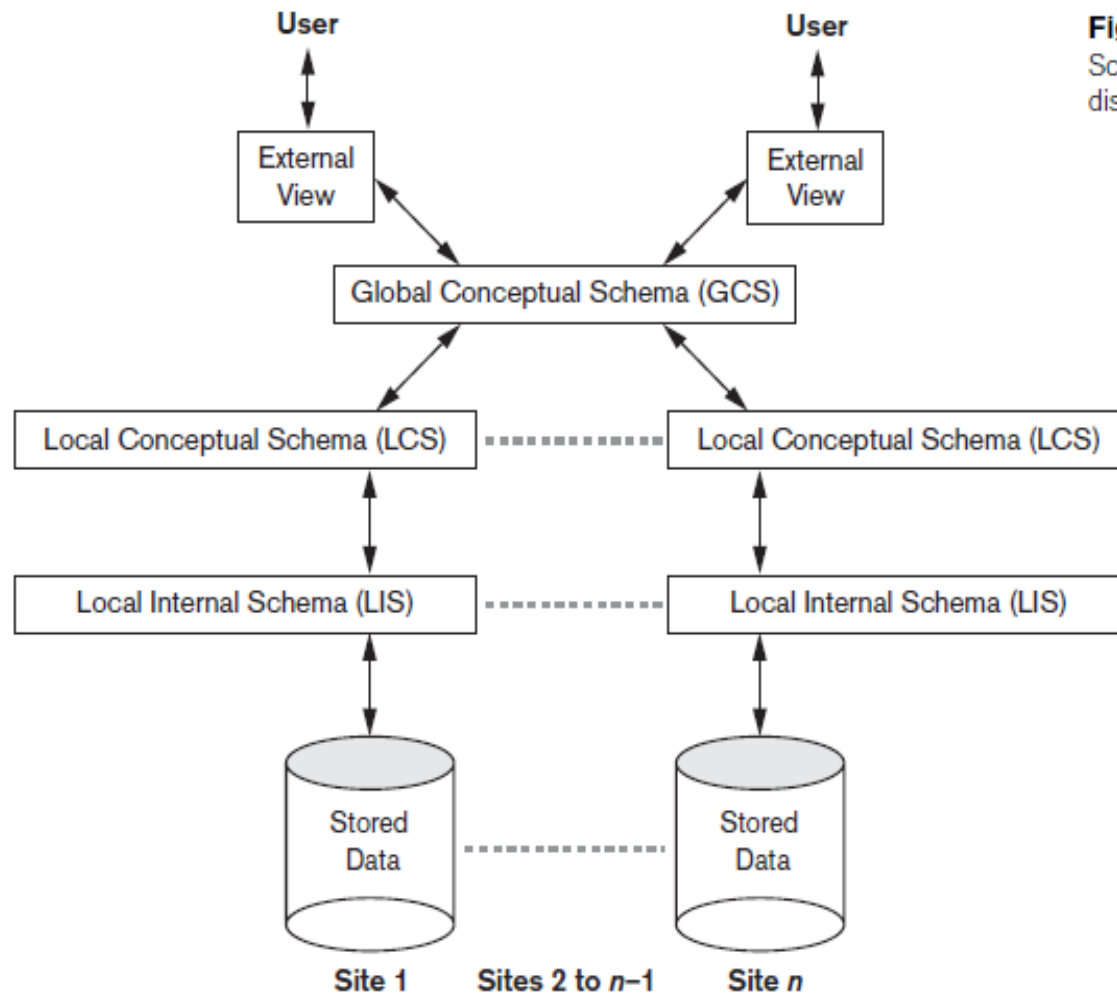 User
User
Fig
Sc
dis
External
View
External
View
Global Conceptual Schema (GCS)
Local Conceptual Schema (LCS)
Local Conceptual Schema (LCS)
Local Internal Schema (LIS)
Local Internal Schema (LIS)
Stored
Data
Stored
Data
Site 1
Sites 2 to n–1
Site n